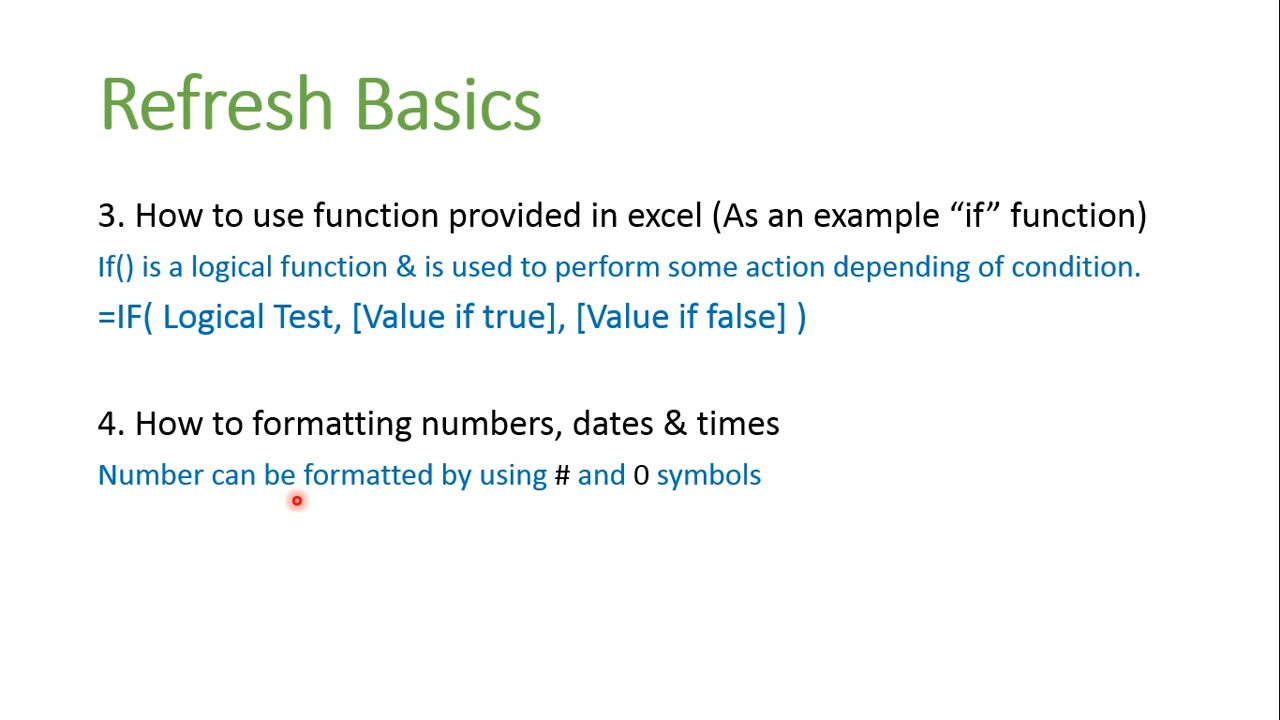 Refresh Basics
3. How to use function provided in excel (As an example “if” function)
If() is a logical function & is used to perform some action depending of condition.
=IF( Logical Test, [Value if true], [Value if false] )
4. How to formatting numbers, dates & times
Number can be formatted by using # and 0 symbols